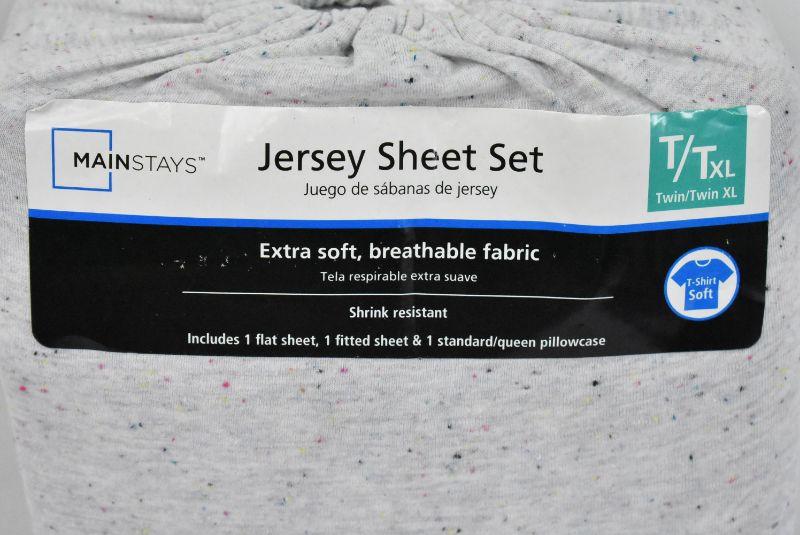 MAINSTAYS™
Jersey Sheet Set
Juego de sábanas de jersey
T/TXL
Twin/Twin XL
Extra soft, breathable fabric
Tela respirable extra suave
Shrink resistant
Includes 1 flat sheet, 1 fitted sheet & 1 standard/queen pillowcase
T-Shirt
Soft